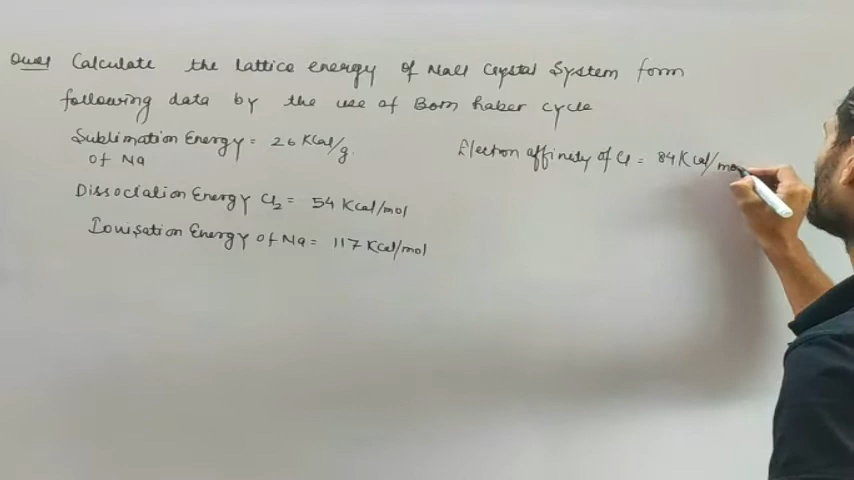 Ques Calculate the lattice energy of NaCl Crystal System form
following data by the use of Born haber cycle
Sublimation Energy = 26 KCal/g.
of Na
Electron affinity of Cl = 84 KCal/mo
Dissociation Energy Cl2 = 54 KCal/mol
Ionisation Energy of Na = 117 KCal/mol